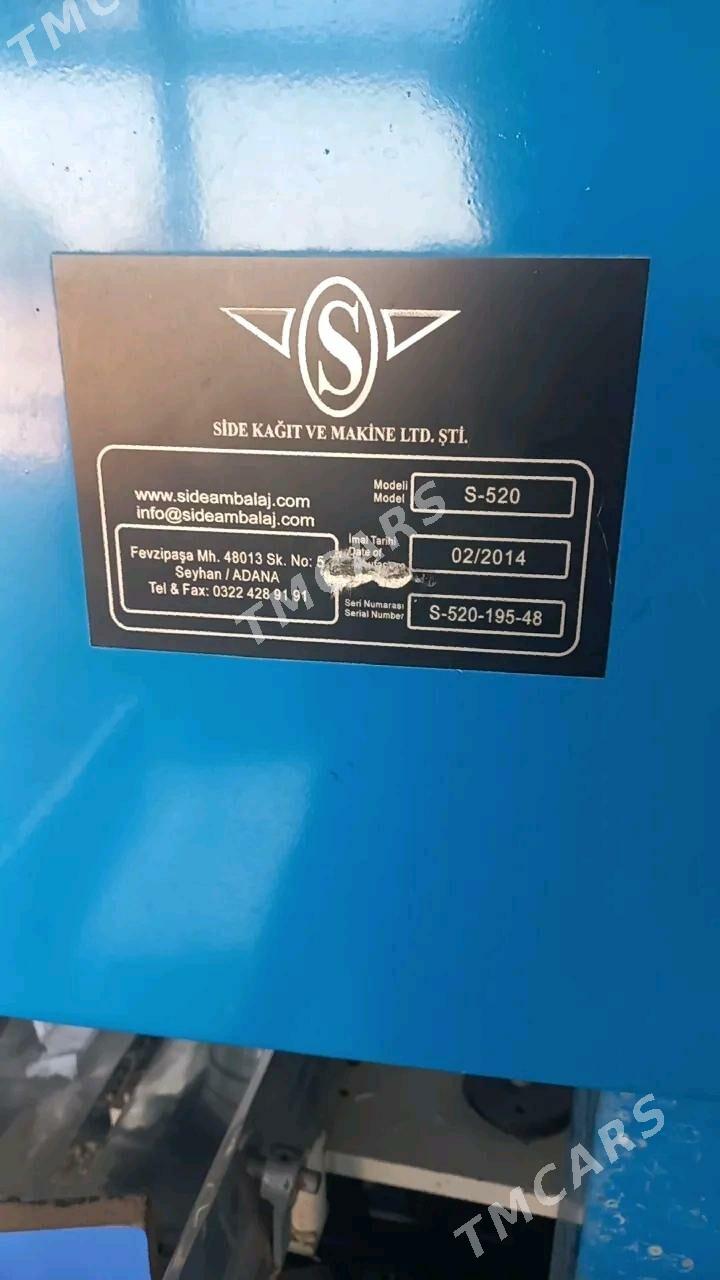 TMCARS
S
SİDE KAĞIT VE MAKİNE LTD. ŞTİ.
www.sideambalaj.com
info@sideambalaj.com
Fevzipaşa Mh. 48013 Sk. No: 5
Seyhan / ADANA
Tel & Fax: 0322 428 91 91
Modeli
Model
S-520
İmal Tarihi
Date of
02/2014
Seri Numarası
Serial Number
S-520-195-48
TMCARS
TMCARS